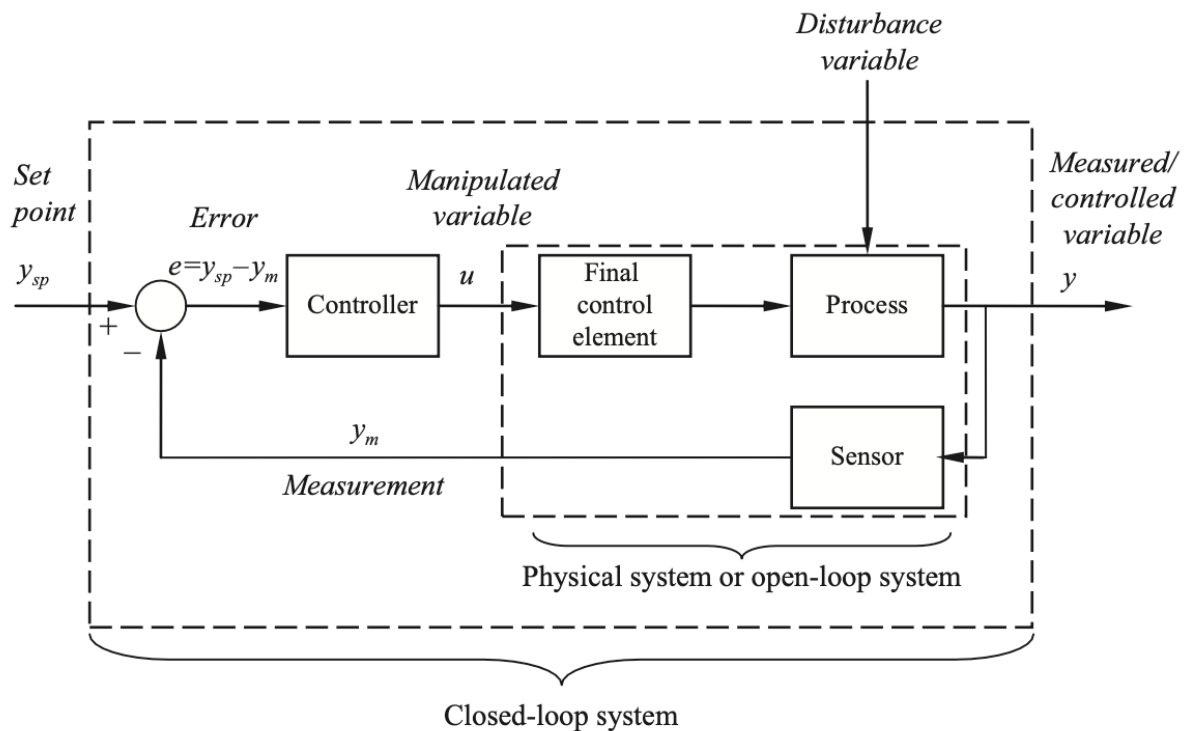 Disturbance
variable
Set
point
Manipulated
variable
Measured/
controlled
variable
Error
y_sp
e=y_sp−y_m
Controller
u
Final
control
element
Process
y
+
−
y_m
Measurement
Sensor
Physical system or open-loop system
Closed-loop system